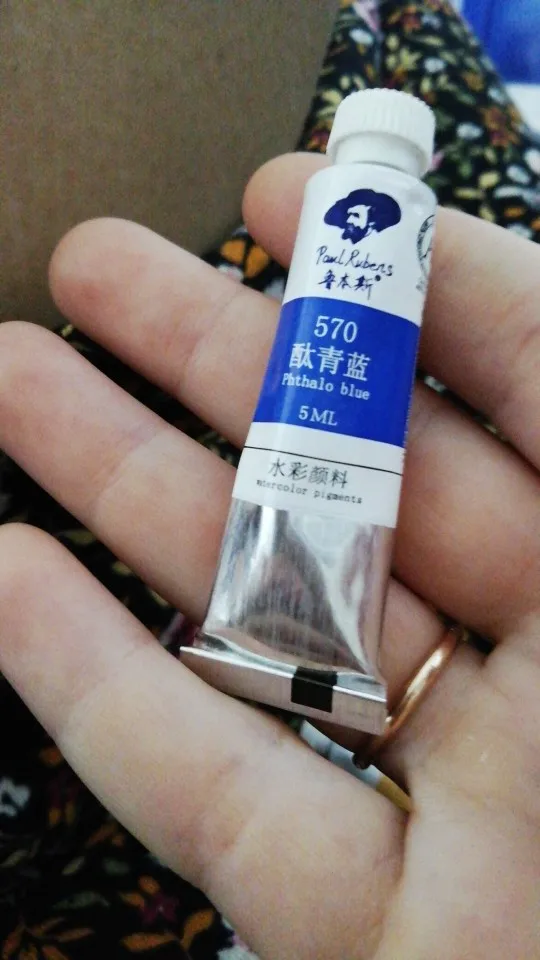 Paul Rubens
鲁本斯
570
酞青蓝
Phthalo blue
5ML
水彩颜料
watercolor pigments